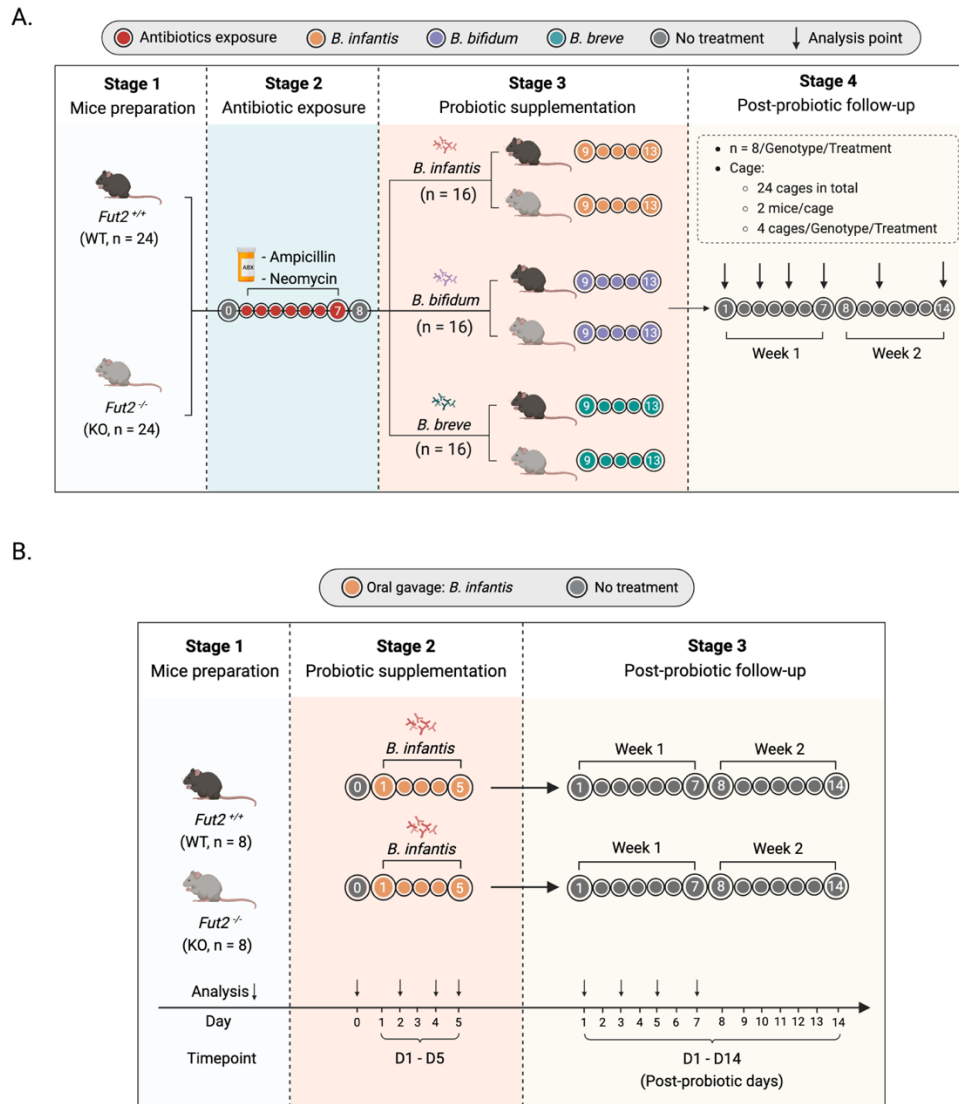 A.
Antibiotics exposure B. infantis B. bifidum B. breve No treatment Analysis point
Stage 1
Mice preparation
Stage 2
Antibiotic exposure
Stage 3
Probiotic supplementation
Stage 4
Post-probiotic follow-up
Fut2 +/+
(WT, n = 24)
Fut2 -/-
(KO, n = 24)
ABX
- Ampicillin
- Neomycin
0 7 8
B. infantis
(n = 16)
9 13
9 13
B. bifidum
(n = 16)
9 13
9 13
B. breve
(n = 16)
9 13
9 13
• n = 8/Genotype/Treatment
• Cage:
○ 24 cages in total
○ 2 mice/cage
○ 4 cages/Genotype/Treatment
1 7 8 14
Week 1 Week 2
B.
Oral gavage: B. infantis No treatment
Stage 1
Mice preparation
Stage 2
Probiotic supplementation
Stage 3
Post-probiotic follow-up
Fut2 +/+
(WT, n = 8)
Fut2 -/-
(KO, n = 8)
B. infantis
0 1 5
B. infantis
0 1 5
Week 1 Week 2
1 7 8 14
Week 1 Week 2
1 7 8 14
Analysis
Day 0 1 2 3 4 5 1 2 3 4 5 6 7 8 9 10 11 12 13 14
Timepoint D1 - D5 D1 - D14
(Post-probiotic days)